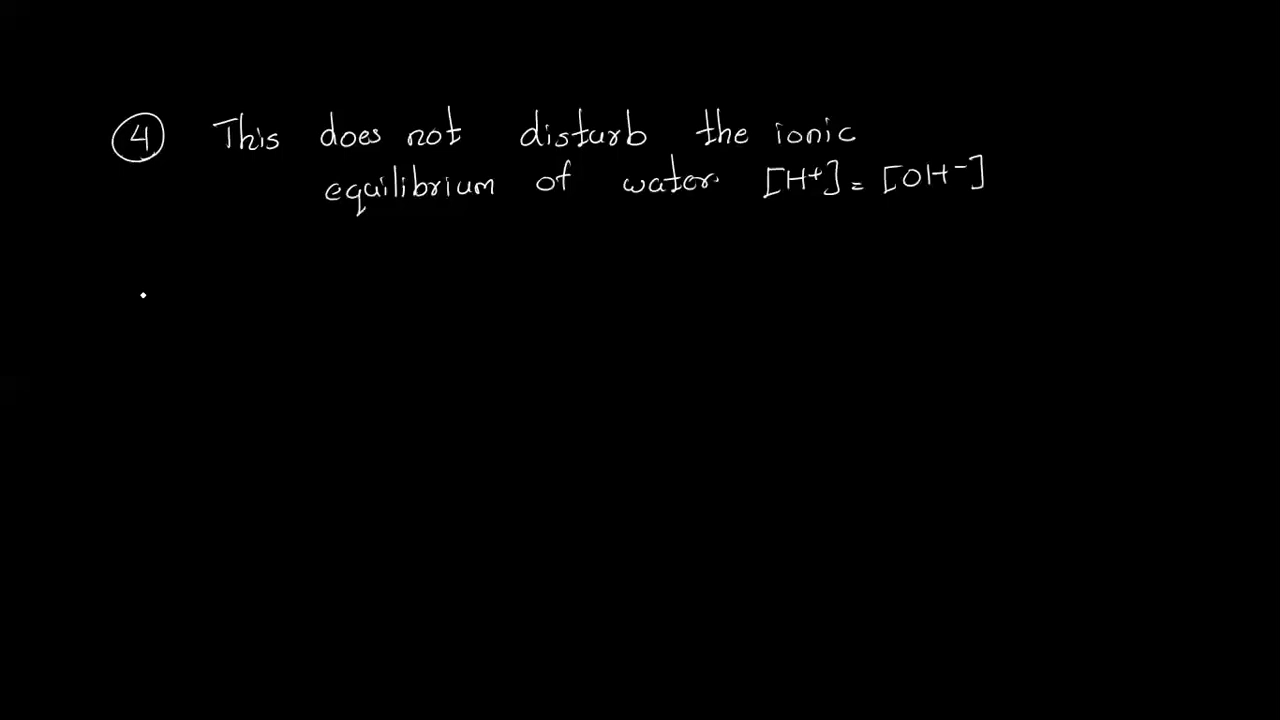 ④ This does not disturb the ionic
equilibrium of water. [H+] = [OH-]